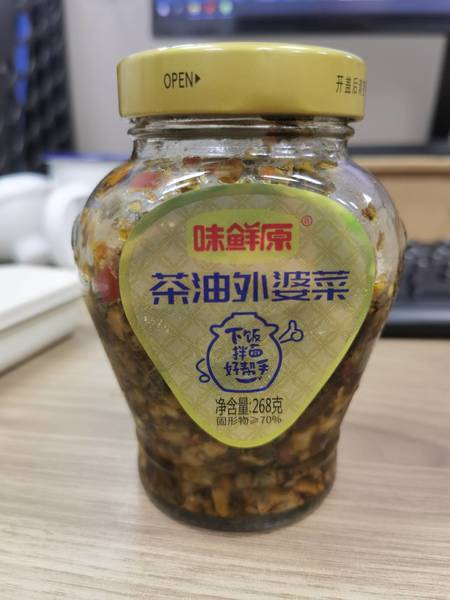 OPEN▶
开盖后
味鲜原®
茶油外婆菜
下饭
拌面
好帮手
净含量:268克
固形物≥70%